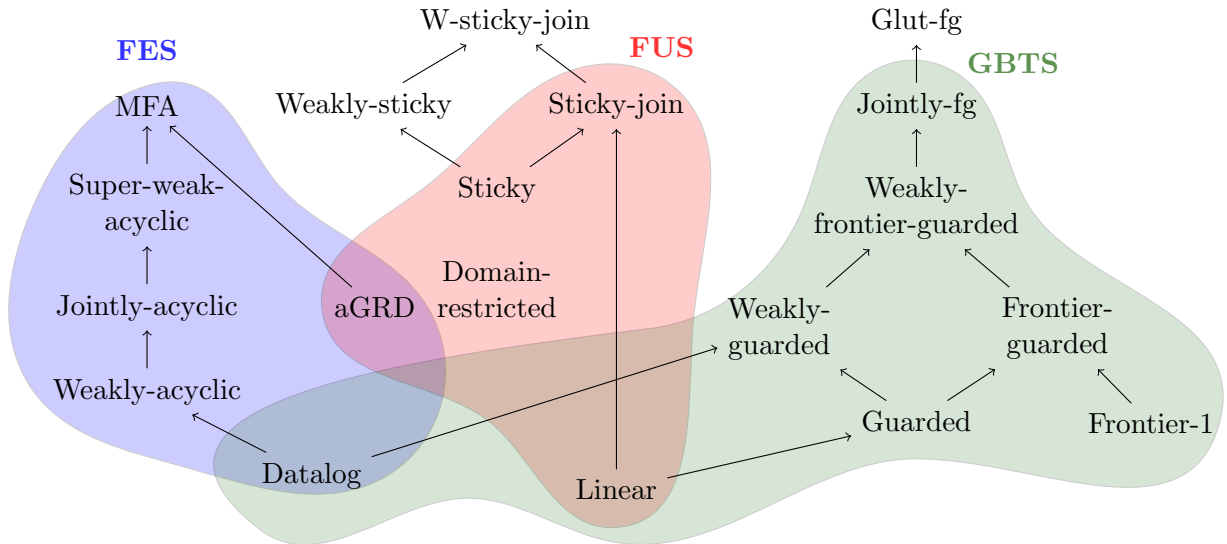 W-sticky-join
Glut-fg
FES
FUS
GBTS
MFA
Weakly-sticky
Sticky-join
Jointly-fg
Super-weak-
acyclic
Sticky
Weakly-
frontier-guarded
Jointly-acyclic
aGRD
Domain-
restricted
Weakly-
guarded
Frontier-
guarded
Weakly-acyclic
Guarded
Frontier-1
Datalog
Linear